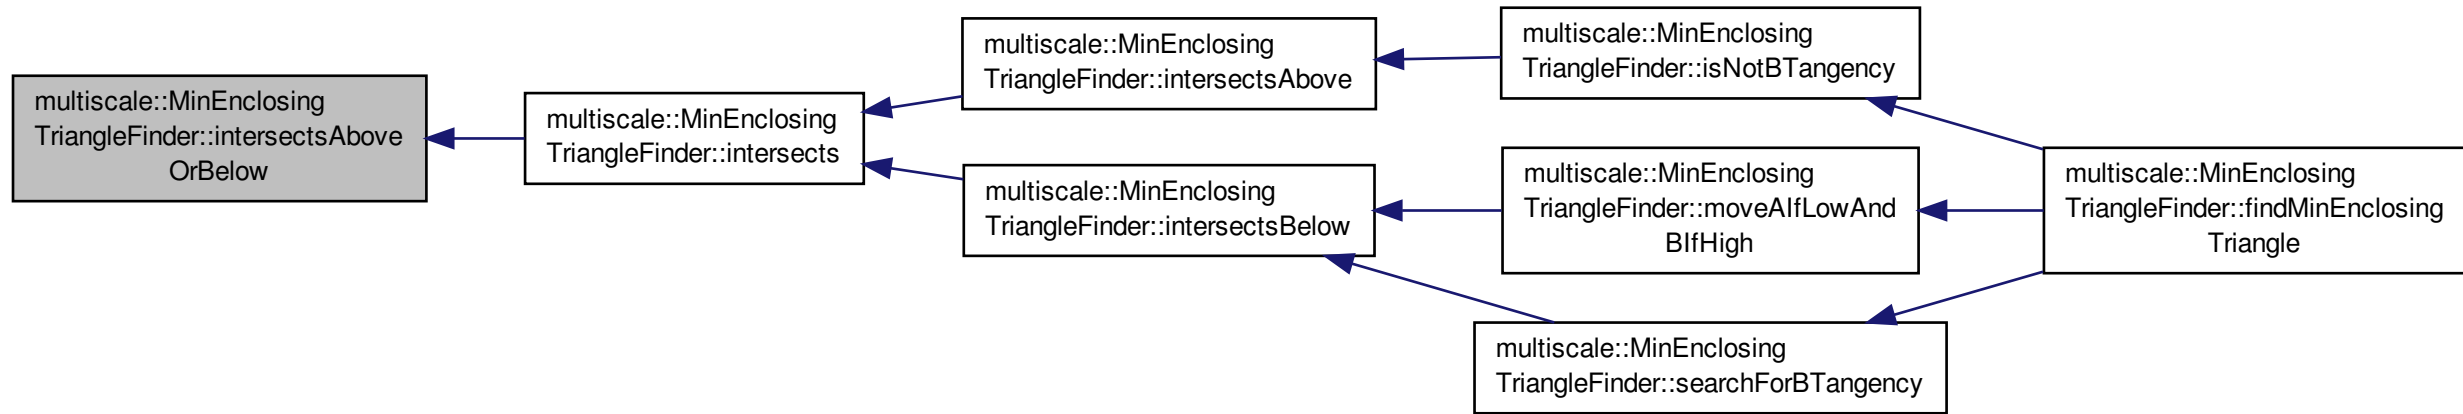 multiscale::MinEnclosing
TriangleFinder::intersectsAbove
OrBelow
multiscale::MinEnclosing
TriangleFinder::intersects
multiscale::MinEnclosing
TriangleFinder::intersectsAbove
multiscale::MinEnclosing
TriangleFinder::intersectsBelow
multiscale::MinEnclosing
TriangleFinder::isNotBTangency
multiscale::MinEnclosing
TriangleFinder::moveAIfLowAnd
BIfHigh
multiscale::MinEnclosing
TriangleFinder::searchForBTangency
multiscale::MinEnclosing
TriangleFinder::findMinEnclosing
Triangle